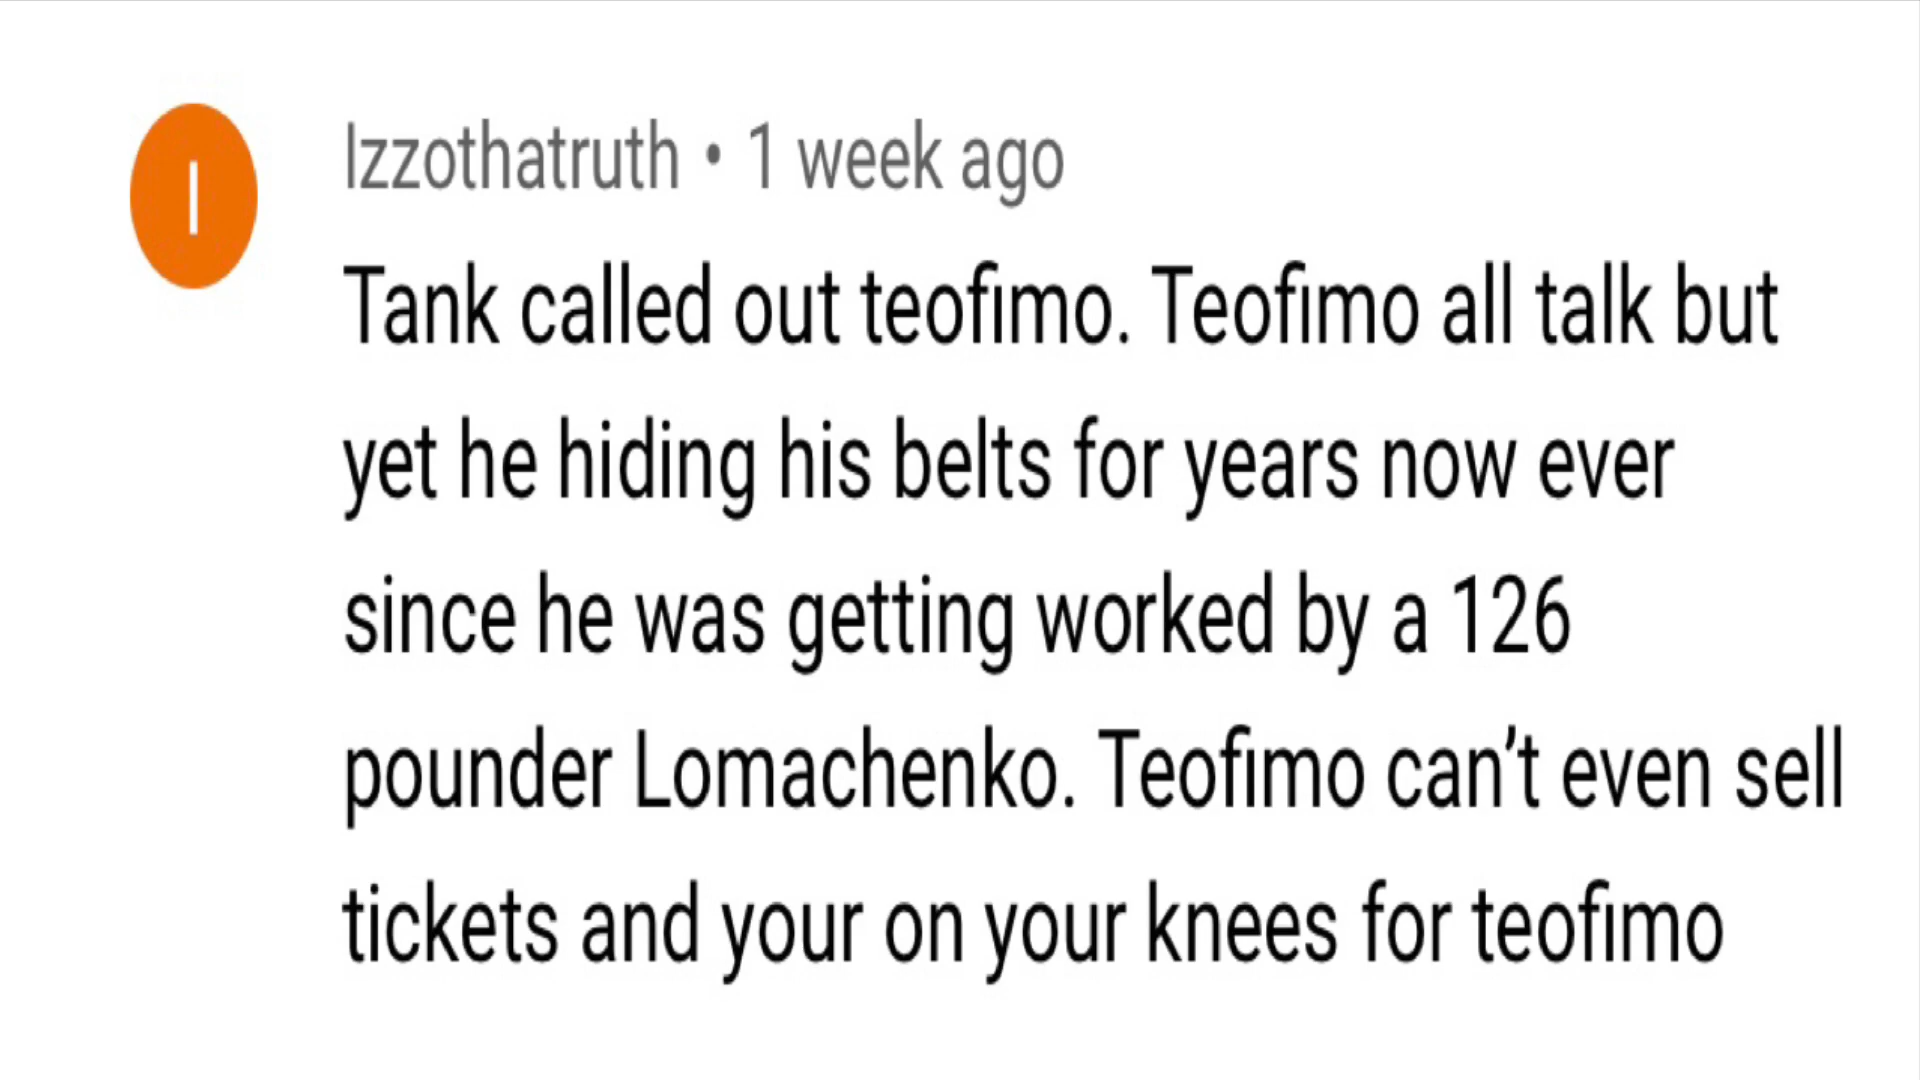 I
Izzothatruth • 1 week ago
Tank called out teofimo. Teofimo all talk but
yet he hiding his belts for years now ever
since he was getting worked by a 126
pounder Lomachenko. Teofimo can’t even sell
tickets and your on your knees for teofimo